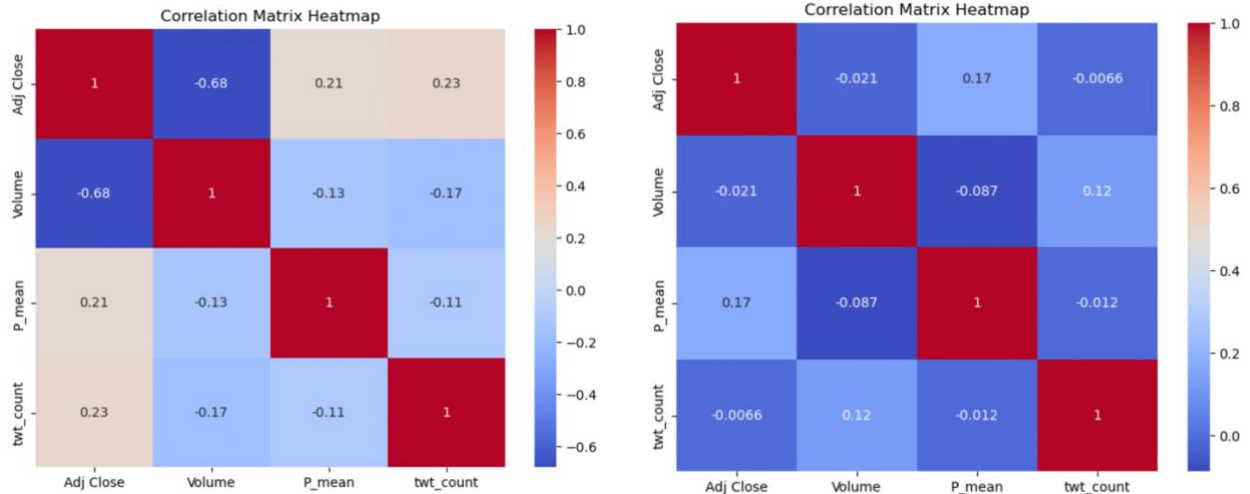 Correlation Matrix Heatmap
Adj Close
1
-0.68
0.21
0.23
Volume
-0.68
1
-0.13
-0.17
P_mean
0.21
-0.13
1
-0.11
twt_count
0.23
-0.17
-0.11
1
Adj Close
Volume
P_mean
twt_count
1.0
0.8
0.6
0.4
0.2
0.0
−0.2
−0.4
−0.6
Correlation Matrix Heatmap
Adj Close
1
-0.021
0.17
-0.0066
Volume
-0.021
1
-0.087
0.12
P_mean
0.17
-0.087
1
-0.012
twt_count
-0.0066
0.12
-0.012
1
Adj Close
Volume
P_mean
twt_count
1.0
0.8
0.6
0.4
0.2
0.0